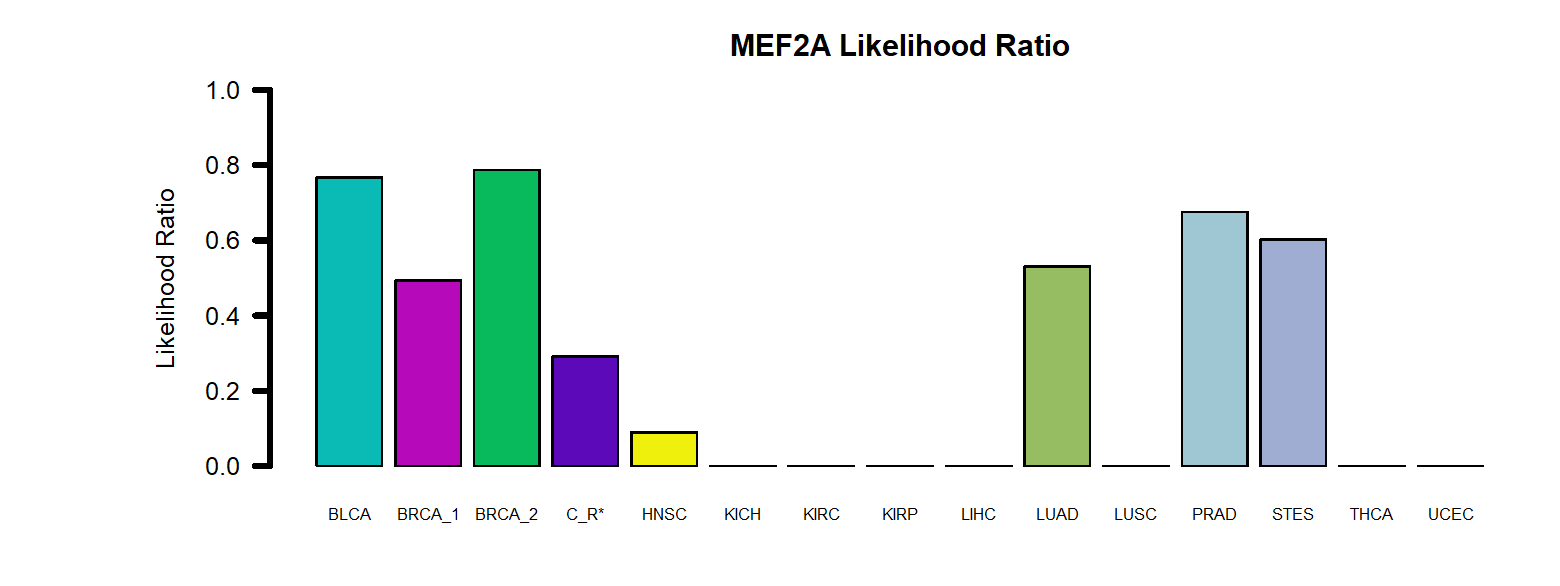 MEF2A Likelihood Ratio
Likelihood Ratio
1.0
0.8
0.6
0.4
0.2
0.0
BLCA BRCA_1 BRCA_2 C_R* HNSC KICH KIRC KIRP LIHC LUAD LUSC PRAD STES THCA UCEC